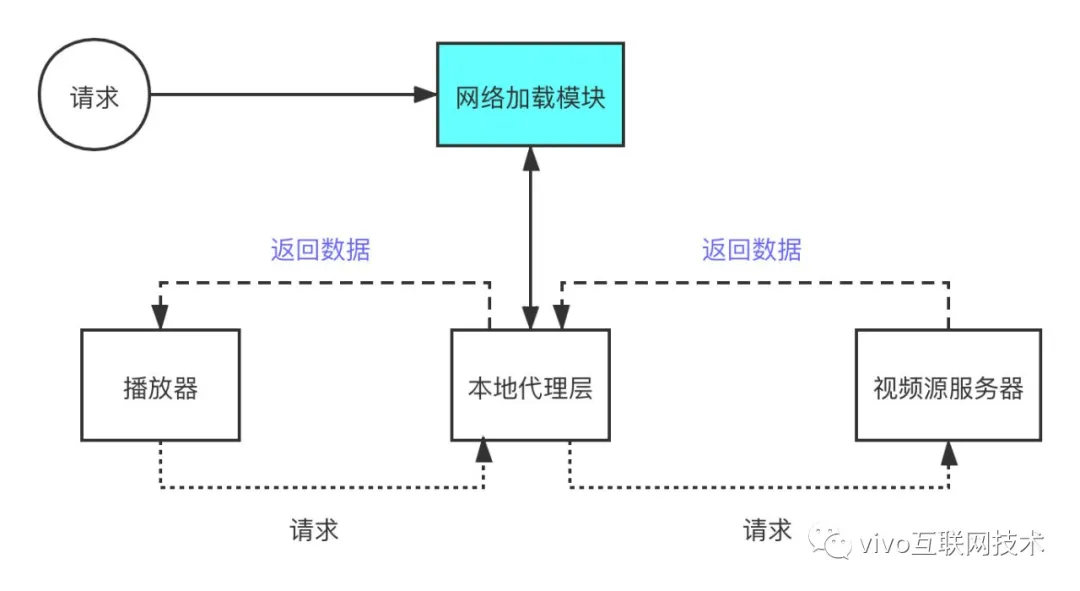 请求
网络加载模块
返回数据
返回数据
播放器
本地代理层
视频源服务器
请求
请求
vivo互联网技术